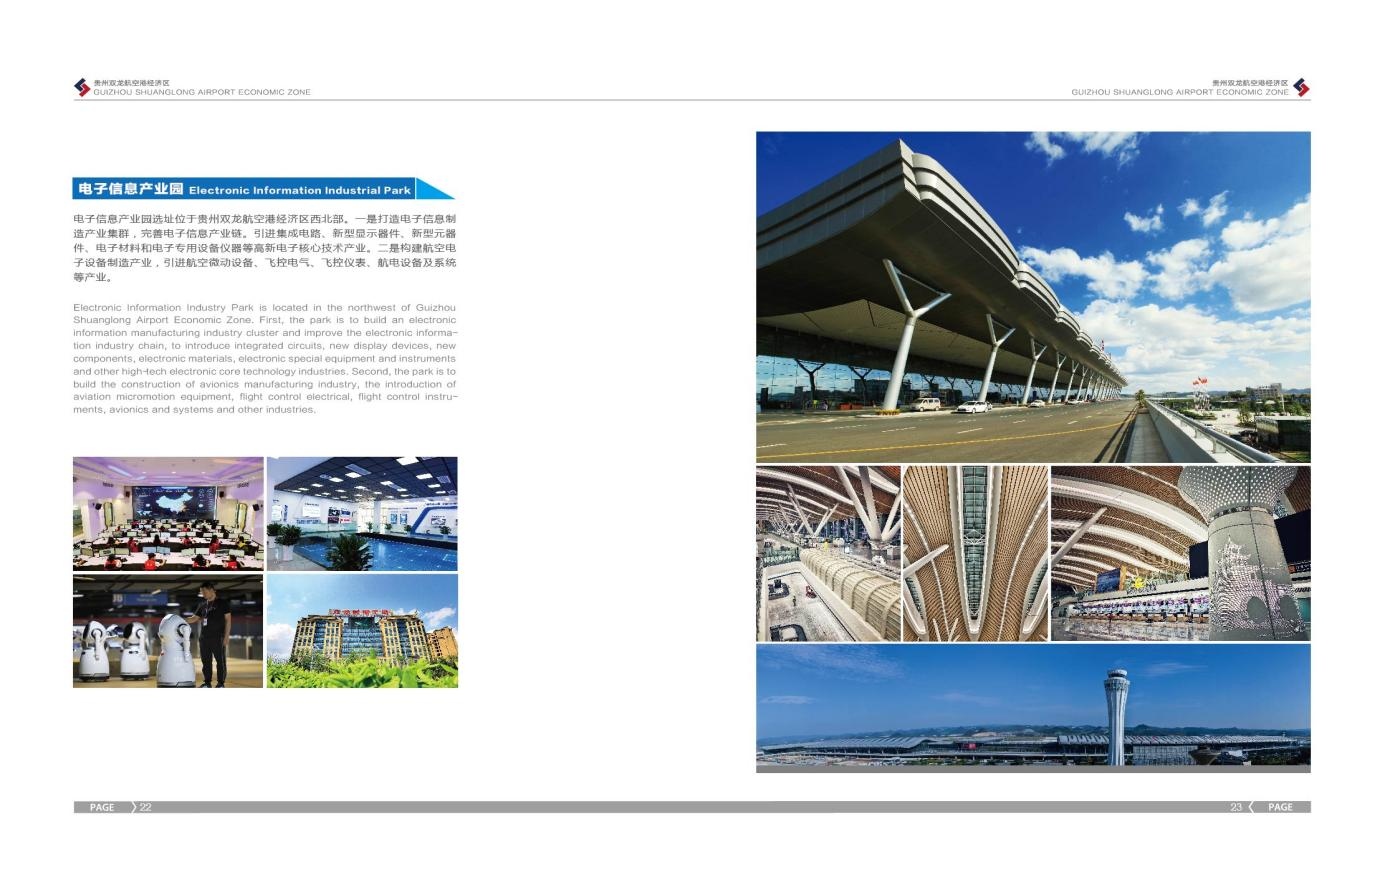 贵州双龙航空港经济区
GUIZHOU SHUANGLONG AIRPORT ECONOMIC ZONE
贵州双龙航空港经济区
GUIZHOU SHUANGLONG AIRPORT ECONOMIC ZONE
电子信息产业园 Electronic Information Industrial Park
电子信息产业园选址位于贵州双龙航空港经济区西北部。一是打造电子信息制
造产业集群，完善电子信息产业链。引进集成电路、新型显示器件、新型元器
件、电子材料和电子专用设备仪器等高新电子核心技术产业。二是构建航空电
子设备制造产业，引进航空微动设备、飞控电气、飞控仪表、航电设备及系统
等产业。
Electronic Information Industry Park is located in the northwest of Guizhou
Shuanglong Airport Economic Zone. First, the park is to build an electronic
information manufacturing industry cluster and improve the electronic informa-
tion industry chain, to introduce integrated circuits, new display devices, new
components, electronic materials, electronic special equipment and instruments
and other high-tech electronic core technology industries. Second, the park is to
build the construction of avionics manufacturing industry, the introduction of
aviation micromotion equipment, flight control electrical, flight control instru-
ments, avionics and systems and other industries.
PAGE 22
23 PAGE